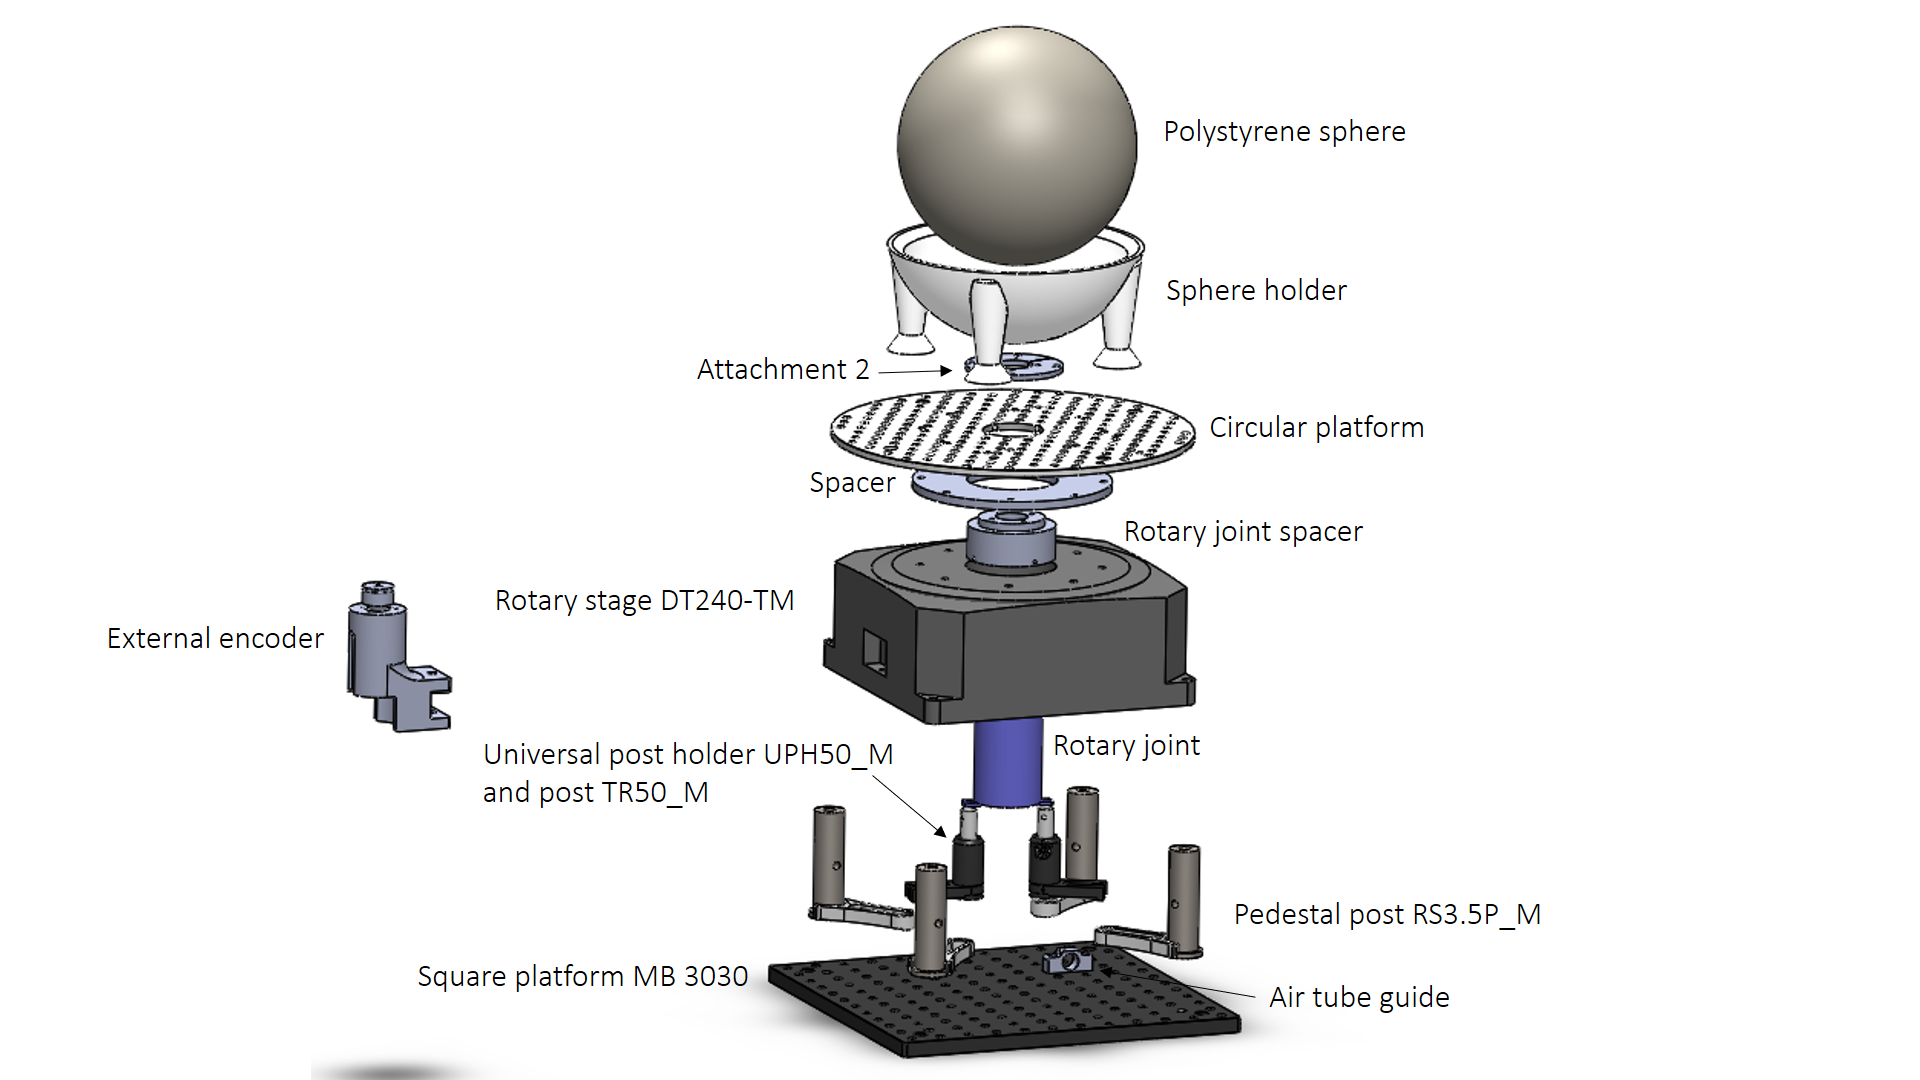 Polystyrene sphere
Sphere holder
Attachment 2
Circular platform
Spacer
Rotary joint spacer
Rotary stage DT240-TM
External encoder
Rotary joint
Universal post holder UPH50_M
and post TR50_M
Pedestal post RS3.5P_M
Square platform MB 3030
Air tube guide